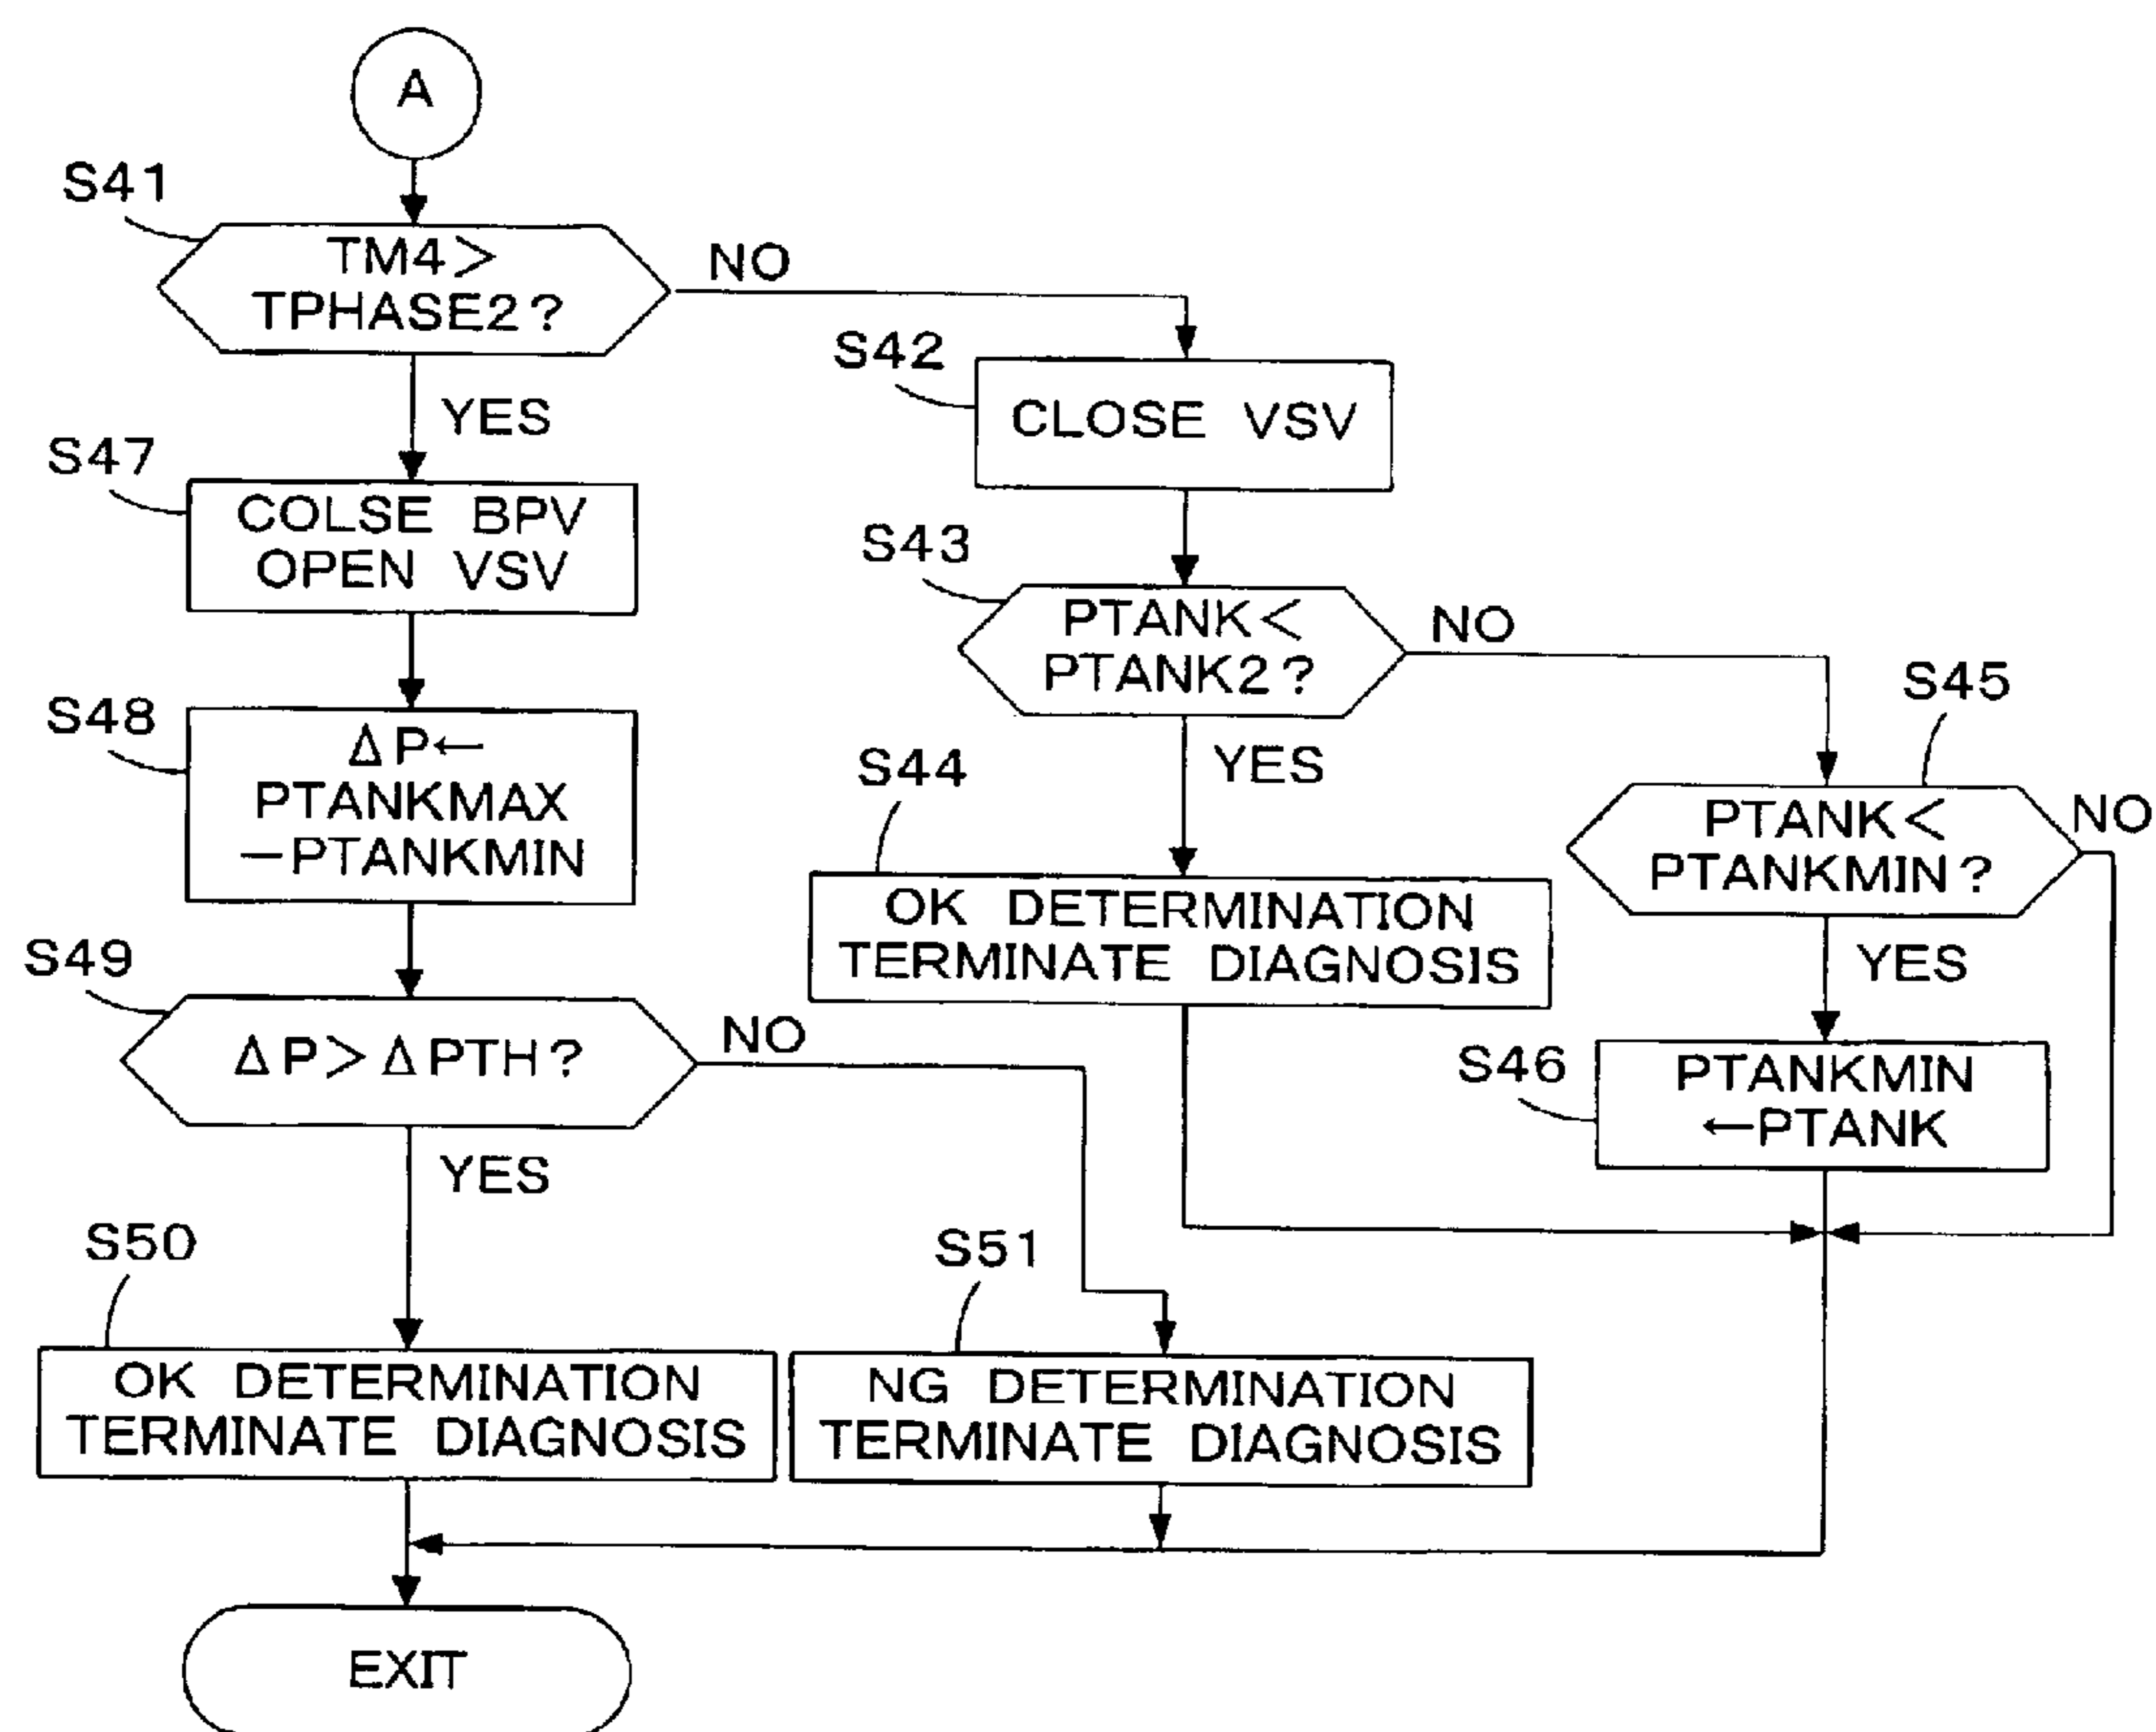 A
S41
TM4>
TPHASE2?
NO
YES
S42
CLOSE VSV
S47
COLSE BPV
OPEN VSV
S43
PTANK<
PTANK2?
NO
YES
S45
PTANK<
PTANKMIN?
NO
YES
S48
ΔP←
PTANKMAX
−PTANKMIN
S44
OK DETERMINATION
TERMINATE DIAGNOSIS
S49
ΔP>ΔPTH?
NO
YES
S46
PTANKMIN
←PTANK
S50
OK DETERMINATION
TERMINATE DIAGNOSIS
S51
NG DETERMINATION
TERMINATE DIAGNOSIS
EXIT